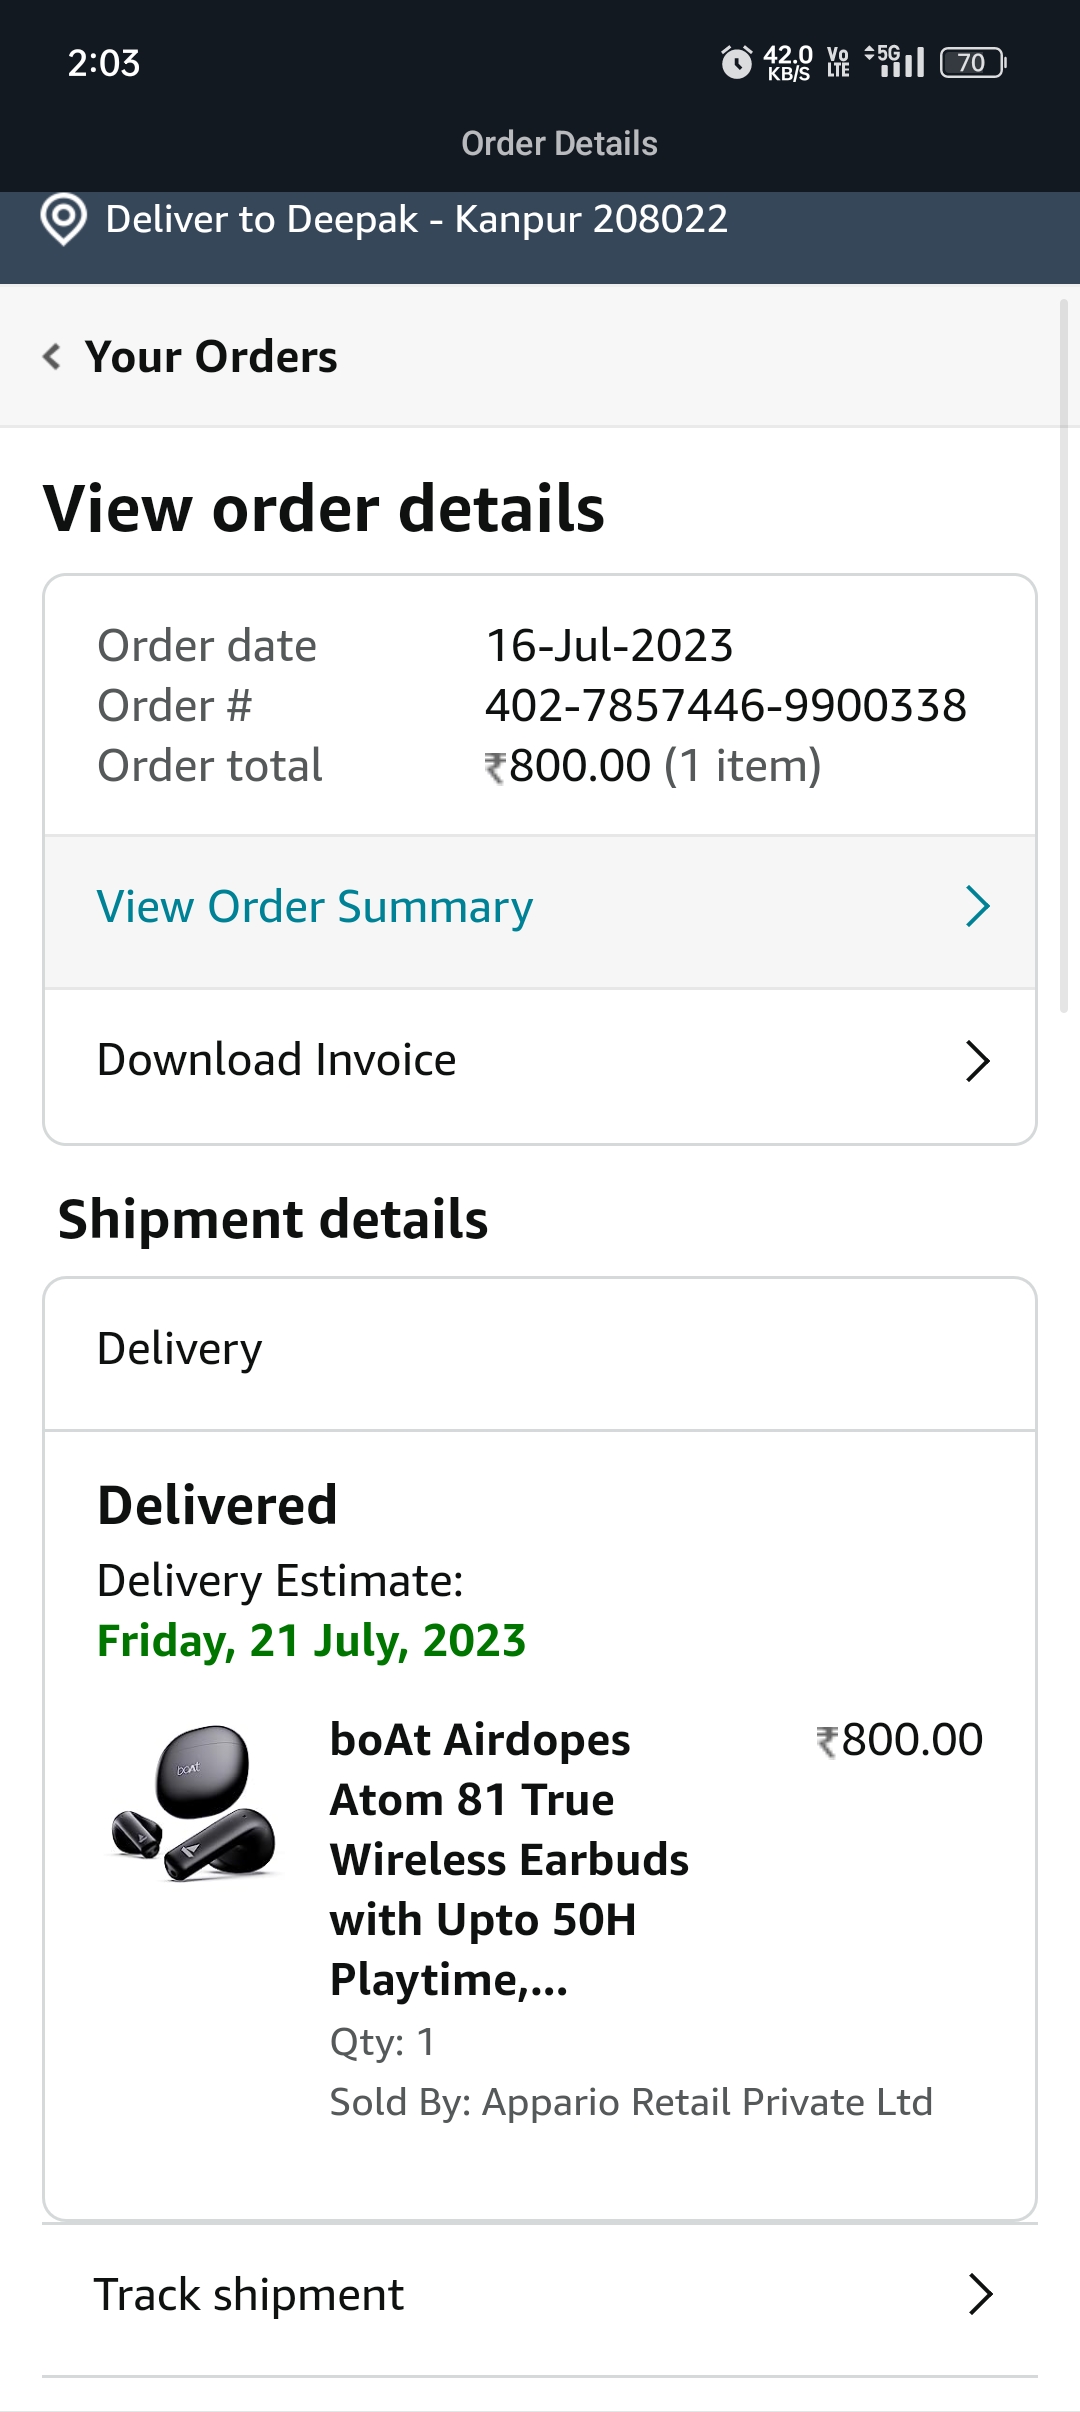 2:03
42.0 KB/S Vo LTE 5G 70
Order Details
Deliver to Deepak - Kanpur 208022
Your Orders
View order details
Order date 16-Jul-2023
Order # 402-7857446-9900338
Order total ₹800.00 (1 item)
View Order Summary
Download Invoice
Shipment details
Delivery
Delivered
Delivery Estimate:
Friday, 21 July, 2023
boAt
boAt Airdopes ₹800.00
Atom 81 True
Wireless Earbuds
with Upto 50H
Playtime,...
Qty: 1
Sold By: Appario Retail Private Ltd
Track shipment